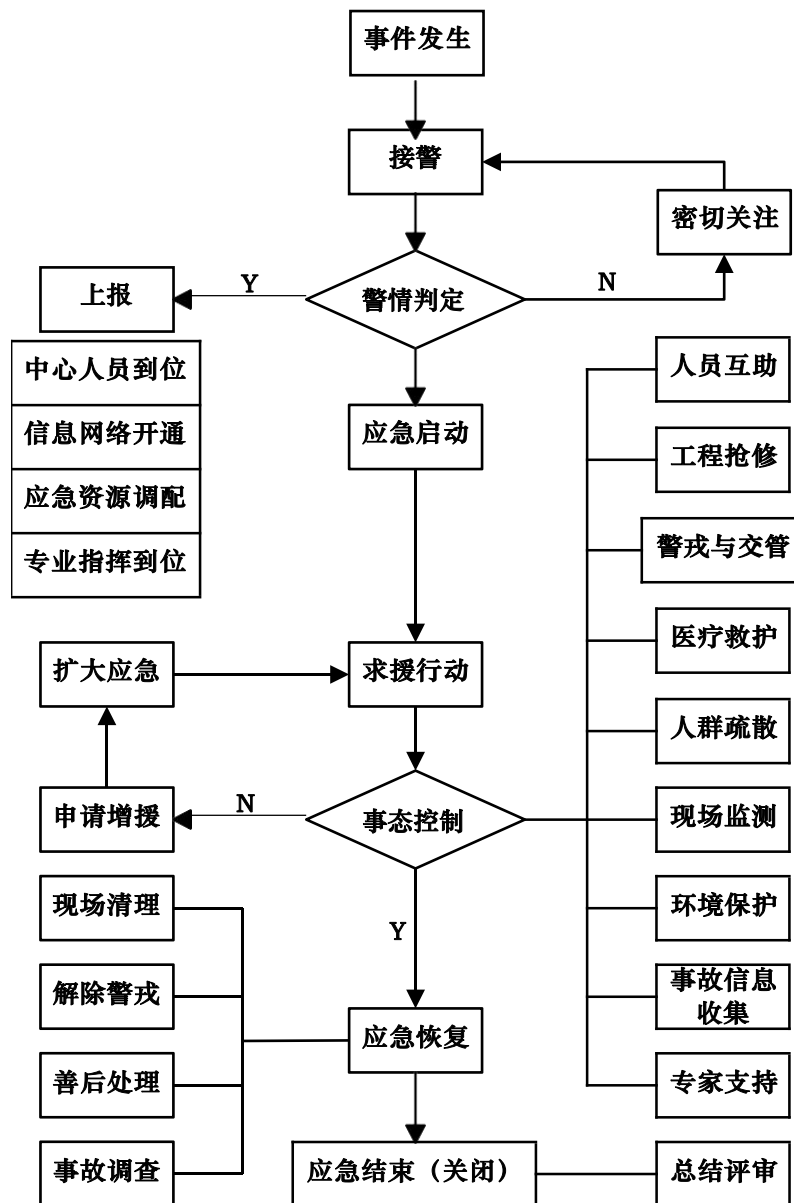 事件发生
接警
密切关注
Y
N
上报
警情判定
中心人员到位
人员互助
信息网络开通
应急启动
工程抢修
应急资源调配
警戎与交管
专业指挥到位
医疗救护
扩大应急
求援行动
人群疏散
申请增援
N
事态控制
现场监测
现场清理
Y
环境保护
解除警戎
事故信息
收集
应急恢复
善后处理
专家支持
事故调查
应急结束（关闭）
总结评审